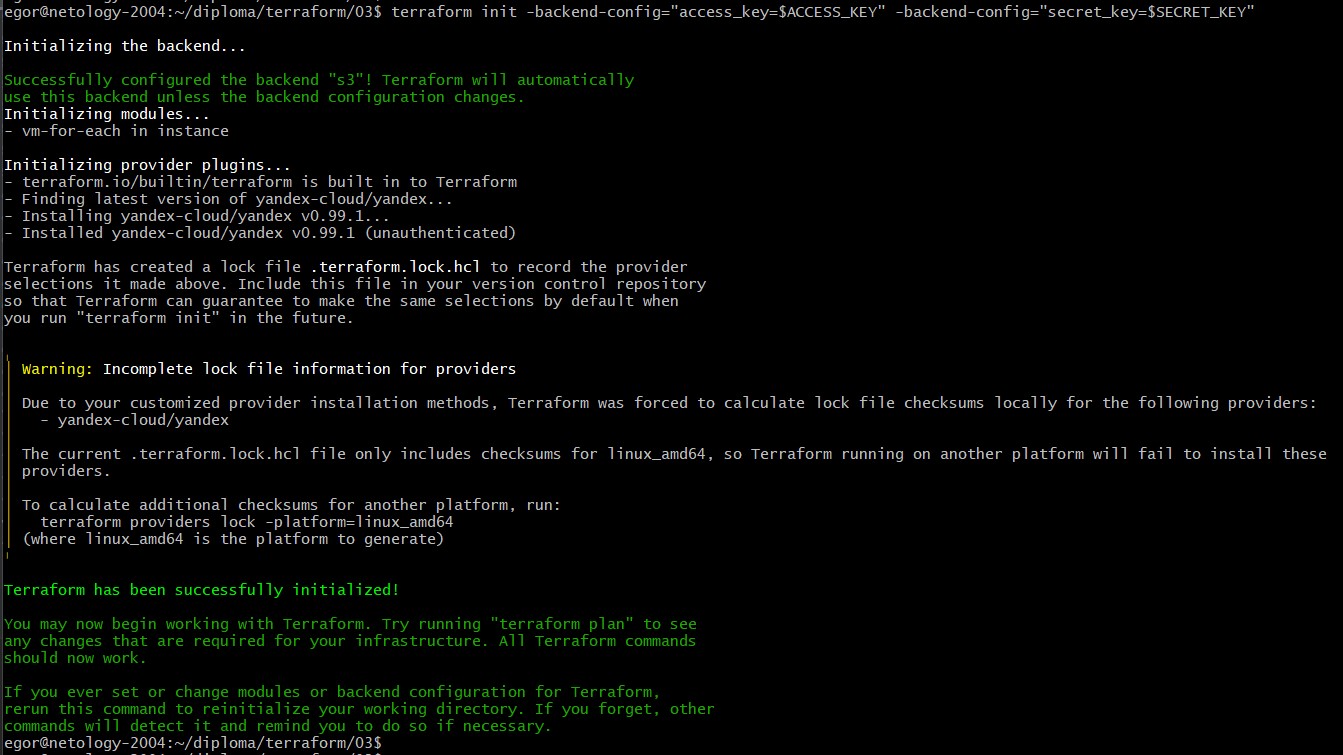 egor@netology-2004:~/diploma/terraform/03$ terraform init -backend-config="access_key=$ACCESS_KEY" -backend-config="secret_key=$SECRET_KEY"
Initializing the backend...
Successfully configured the backend "s3"! Terraform will automatically
use this backend unless the backend configuration changes.
Initializing modules...
- vm-for-each in instance
Initializing provider plugins...
- terraform.io/builtin/terraform is built in to Terraform
- Finding latest version of yandex-cloud/yandex...
- Installing yandex-cloud/yandex v0.99.1...
- Installed yandex-cloud/yandex v0.99.1 (unauthenticated)
Terraform has created a lock file .terraform.lock.hcl to record the provider
selections it made above. Include this file in your version control repository
so that Terraform can guarantee to make the same selections by default when
you run "terraform init" in the future.
Warning: Incomplete lock file information for providers
Due to your customized provider installation methods, Terraform was forced to calculate lock file checksums locally for the following providers:
- yandex-cloud/yandex
The current .terraform.lock.hcl file only includes checksums for linux_amd64, so Terraform running on another platform will fail to install these
providers.
To calculate additional checksums for another platform, run:
terraform providers lock -platform=linux_amd64
(where linux_amd64 is the platform to generate)
Terraform has been successfully initialized!
You may now begin working with Terraform. Try running "terraform plan" to see
any changes that are required for your infrastructure. All Terraform commands
should now work.
If you ever set or change modules or backend configuration for Terraform,
rerun this command to reinitialize your working directory. If you forget, other
commands will detect it and remind you to do so if necessary.
egor@netology-2004:~/diploma/terraform/03$